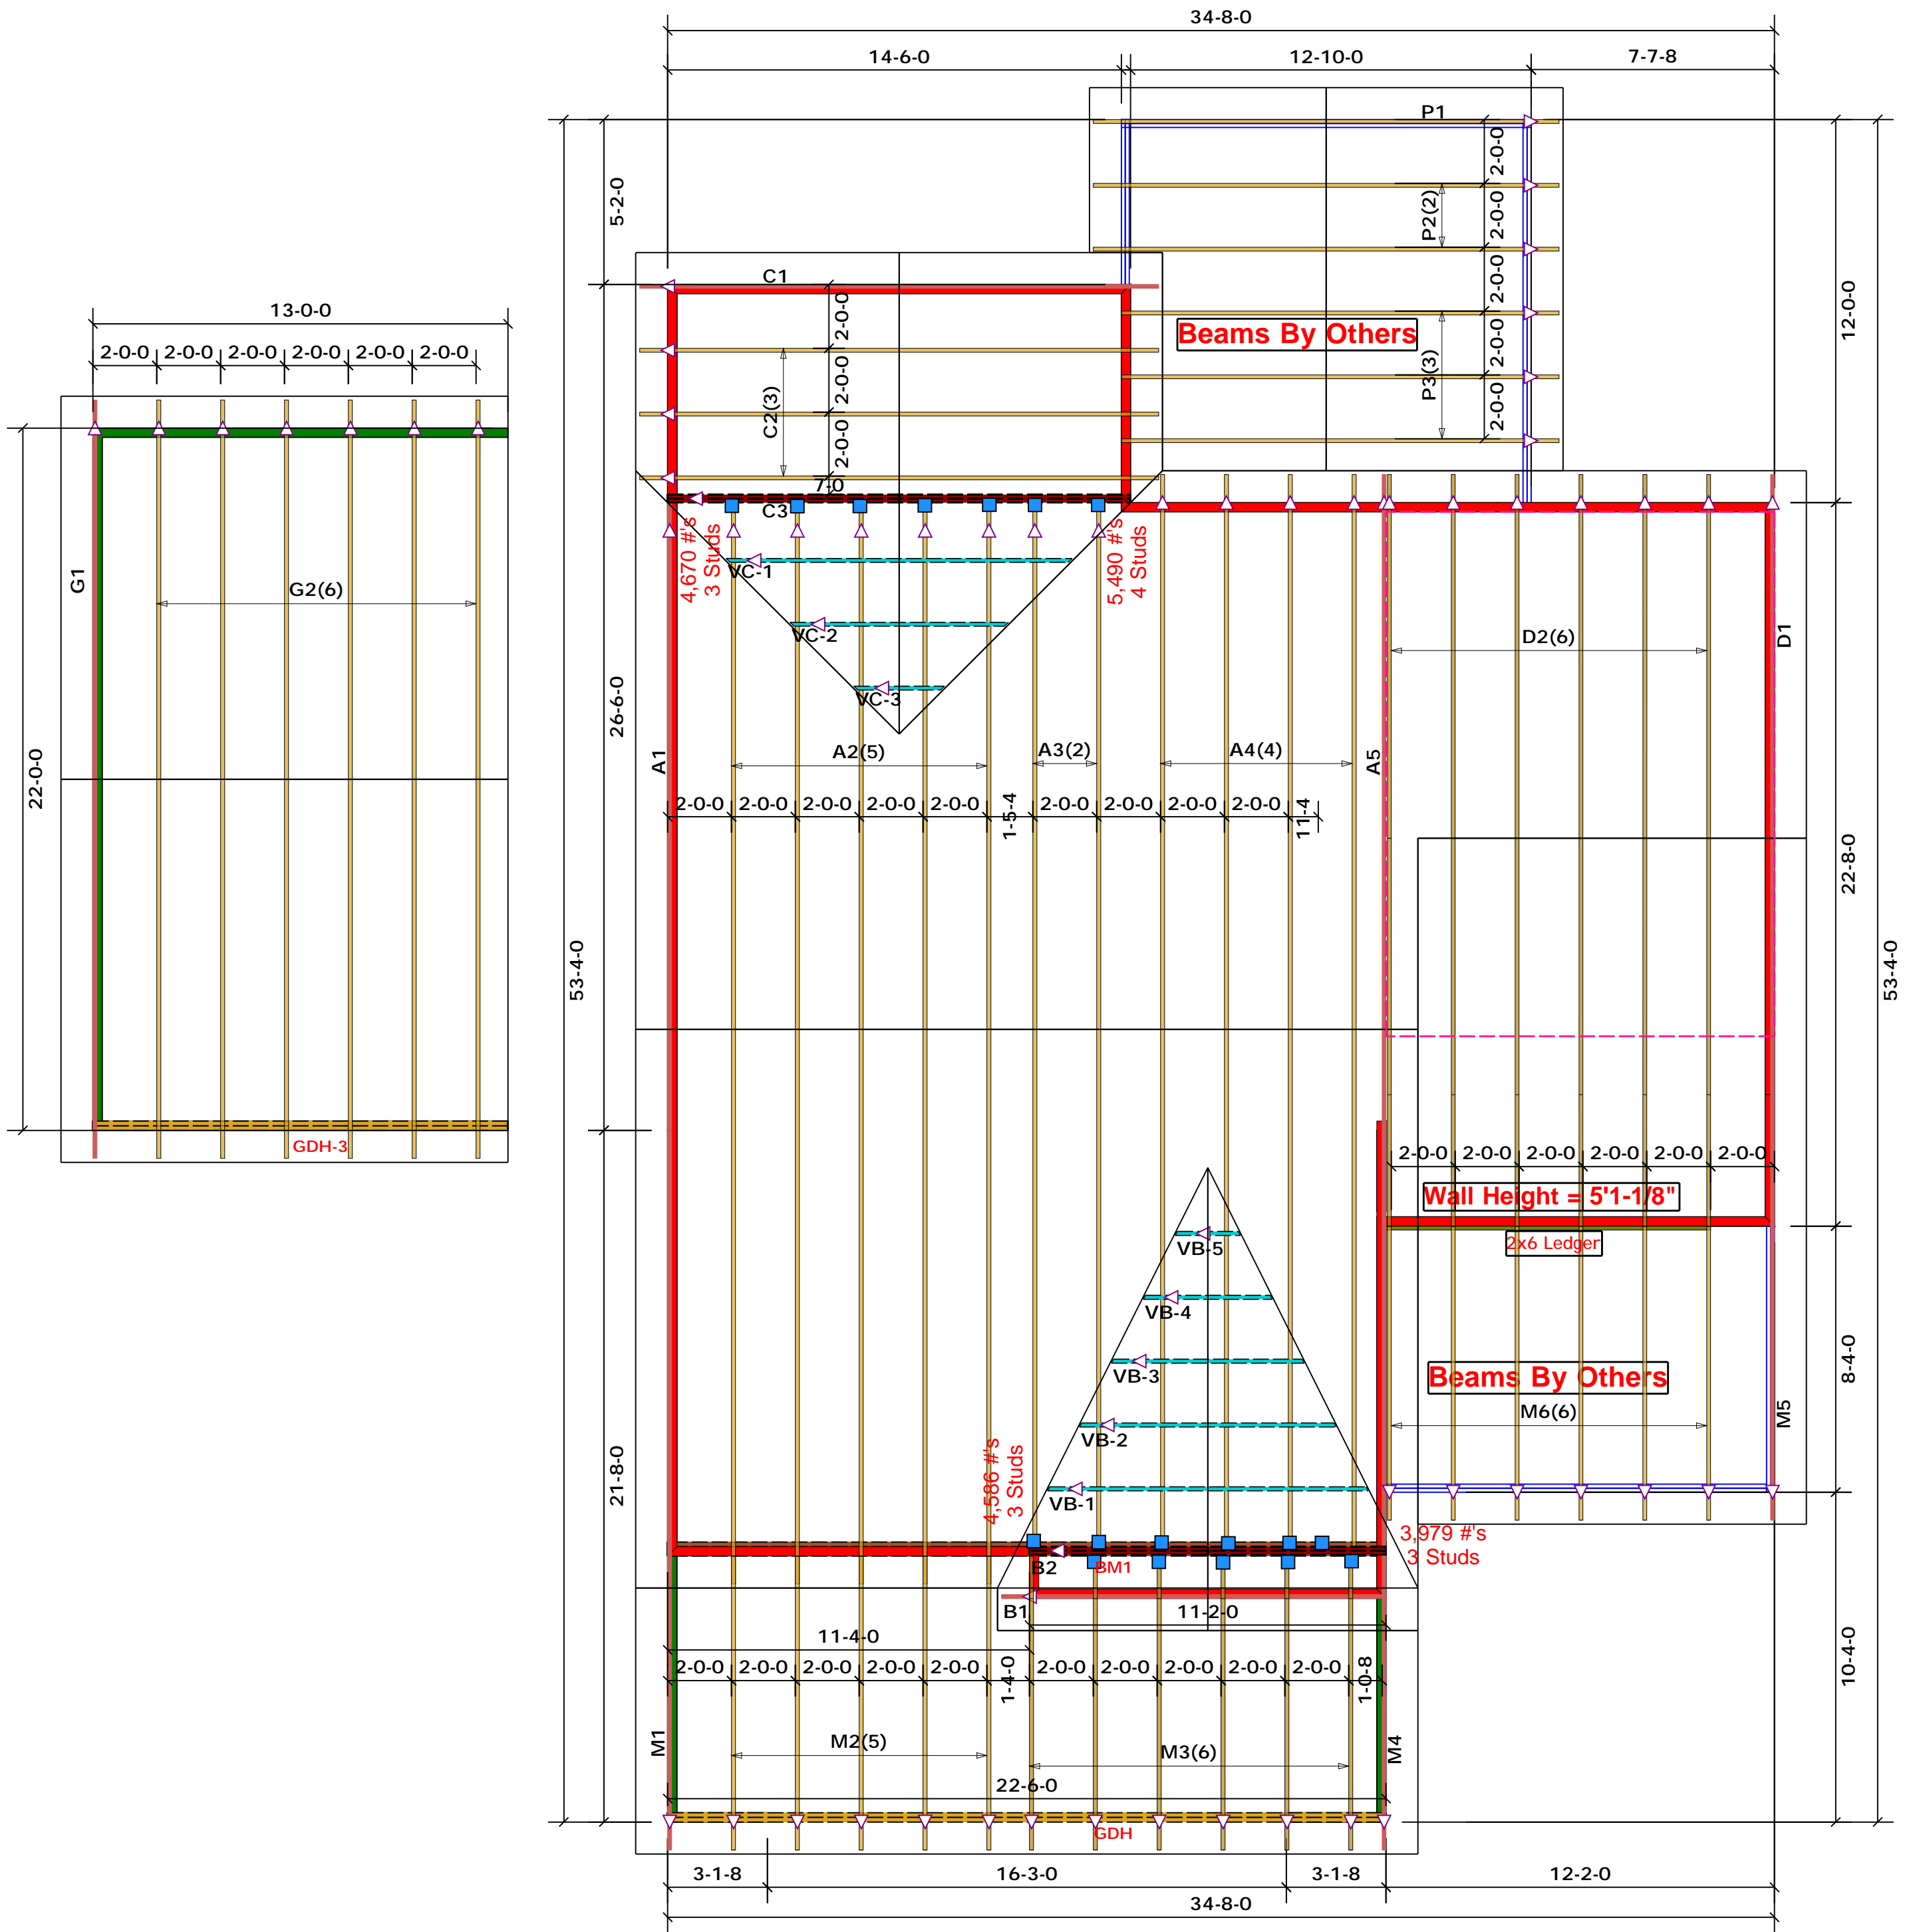 34-8-0
14-6-0
12-10-0
7-7-8
P1
2-0-0
P2(2)
2-0-0
2-0-0
2-0-0
P3(3)
2-0-0
Beams By Others
5-2-0
12-0-0
C1
2-0-0
2-0-0
C2(3)
2-0-0
7-0
C3
13-0-0
2-0-0 2-0-0 2-0-0 2-0-0 2-0-0 2-0-0
G1
G2(6)
22-0-0
GDH-3
4,670 #'s
3 Studs
5,490 #'s
4 Studs
VC-1
VC-2
VC-3
D2(6)
D1
26-6-0
A1
A2(5)
A3(2)
A4(4)
A5
2-0-0 2-0-0 2-0-0 2-0-0 2-0-0 1-5-4 2-0-0 2-0-0 2-0-0 2-0-0 11-4
22-8-0
53-4-0
53-4-0
2-0-0 2-0-0 2-0-0 2-0-0 2-0-0 2-0-0
Wall Height = 5'1-1/8"
2x6 Ledger
VB-5
VB-4
VB-3
VB-2
VB-1
Beams By Others
M6(6)
M5
8-4-0
21-8-0
4,586 #'s
3 Studs
3,979 #'s
3 Studs
B2
BM1
B1
11-2-0
11-4-0
2-0-0 2-0-0 2-0-0 2-0-0 2-0-0 1-4-0 2-0-0 2-0-0 2-0-0 2-0-0 2-0-0 1-0-8
10-4-0
M1
M2(5)
M3(6)
M4
22-6-0
GDH
3-1-8
16-3-0
3-1-8
12-2-0
34-8-0